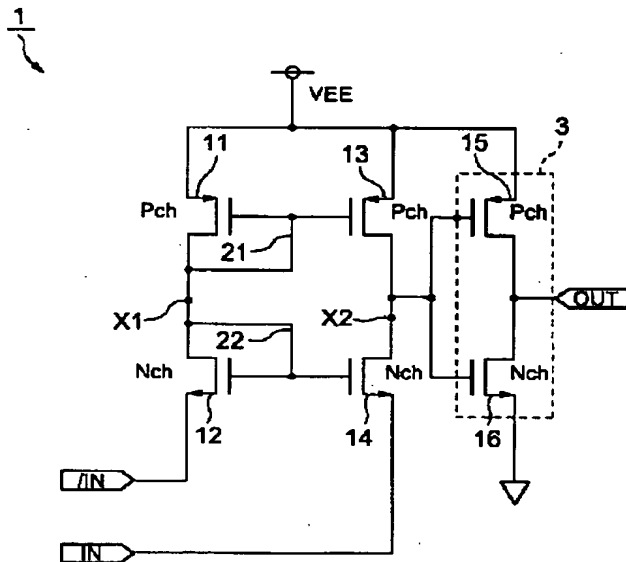 1
VEE
11
13
15
3
Pch
Pch
Pch
21
X1
X2
OUT
22
Nch
Nch
Nch
12
14
16
/IN
IN